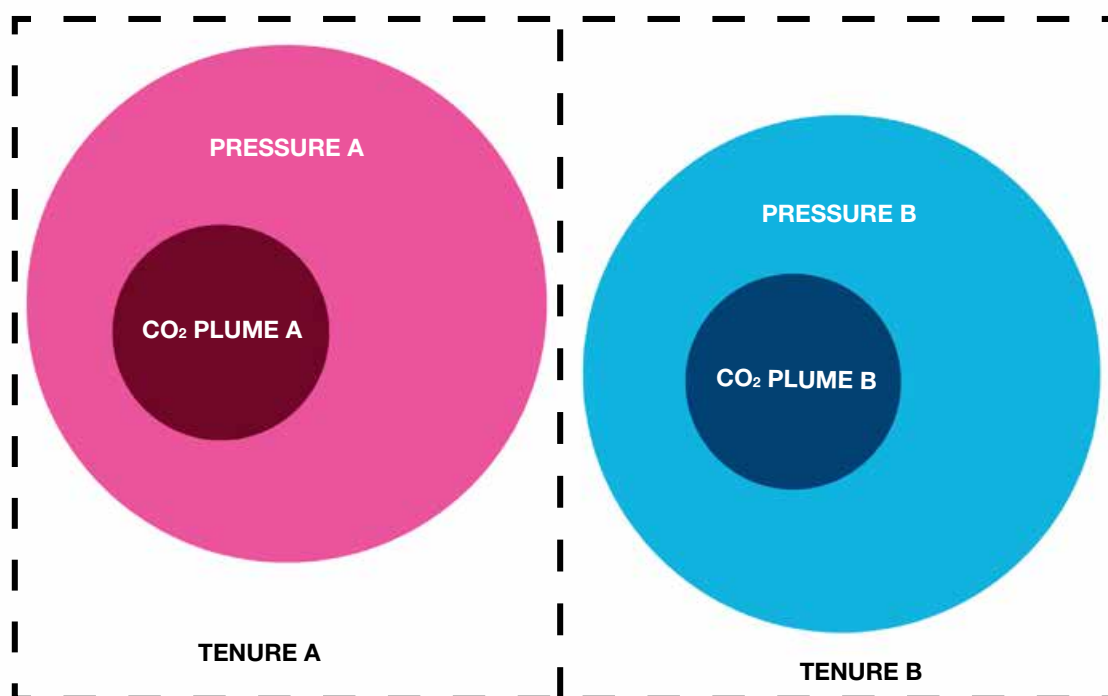 PRESSURE A
CO₂ PLUME A
TENURE A
PRESSURE B
CO₂ PLUME B
TENURE B